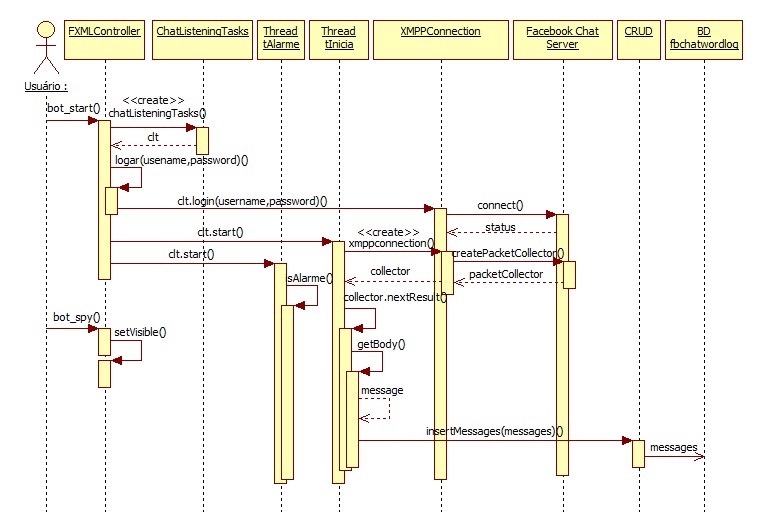 FXMLController
ChatListeningTasks
Thread
tAlarme
Thread
tInicia
XMPPConnection
Facebook Chat
Server
CRUD
BD
fbchatwordlog
Usuário :
bot_start()
<<create>>
chatListeningTasks()
clt
logar(usename,password)()
clt.login(username,password)()
connect()
status
clt.start()
<<create>>
xmppconnection()
createPacketCollector()
clt.start()
collector
packetCollector
sAlarme()
collector.nextResult()
bot_spy()
setVisible()
getBody()
message
insertMessages(messages)()
messages